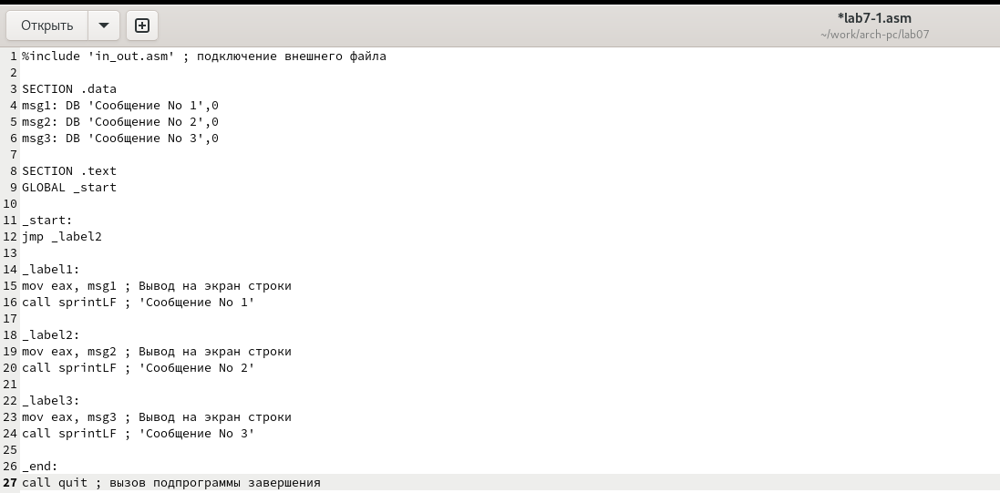 Открыть
*lab7-1.asm
~/work/arch-pc/lab07
1 %include 'in_out.asm' ; подключение внешнего файла
2
3 SECTION .data
4 msg1: DB 'Сообщение No 1',0
5 msg2: DB 'Сообщение No 2',0
6 msg3: DB 'Сообщение No 3',0
7
8 SECTION .text
9 GLOBAL _start
10
11 _start:
12 jmp _label2
13
14 _label1:
15 mov eax, msg1 ; Вывод на экран строки
16 call sprintLF ; 'Сообщение No 1'
17
18 _label2:
19 mov eax, msg2 ; Вывод на экран строки
20 call sprintLF ; 'Сообщение No 2'
21
22 _label3:
23 mov eax, msg3 ; Вывод на экран строки
24 call sprintLF ; 'Сообщение No 3'
25
26 _end:
27 call quit ; вызов подпрограммы завершения